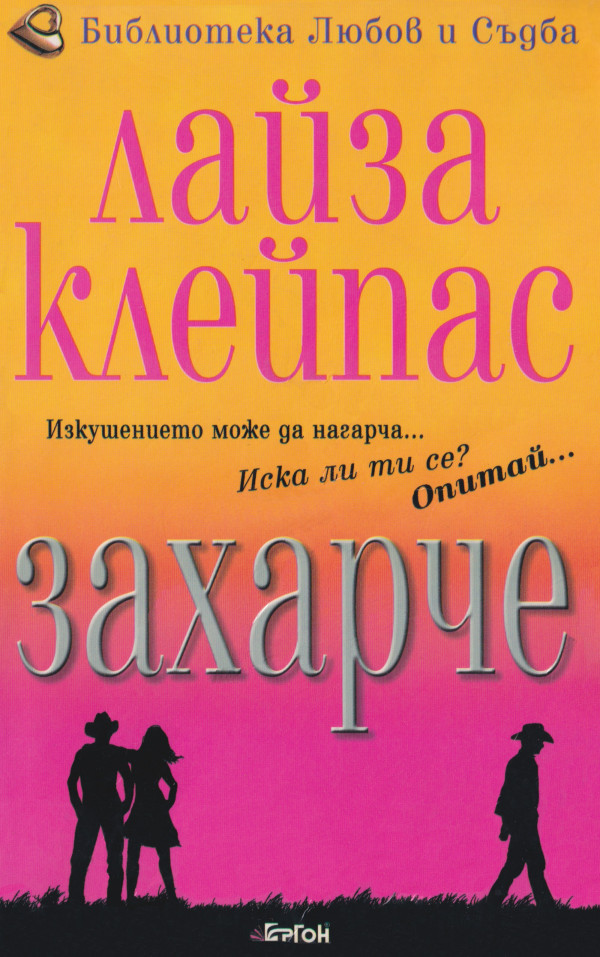 Библиотека Любов и Съдба
Лайза
Клейпас
Изкушението може да нагарча...
Иска ли ти се?
Опитай...
захарче
Ергон